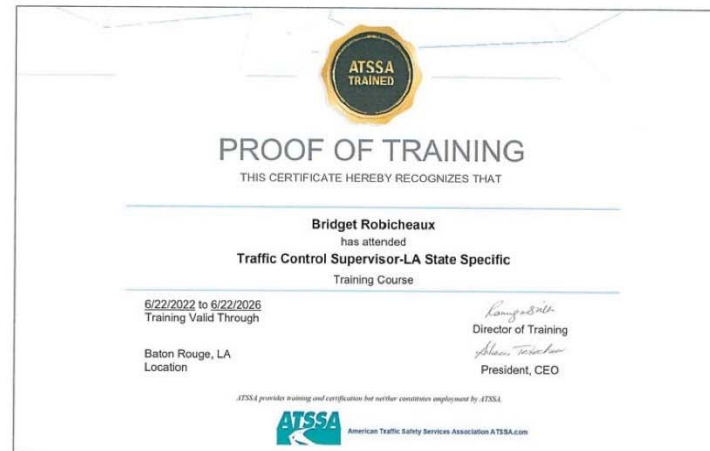 ATSSA
TRAINED
PROOF OF TRAINING
THIS CERTIFICATE HEREBY RECOGNIZES THAT
Bridget Robicheaux
has attended
Traffic Control Supervisor-LA State Specific
Training Course
6/22/2022 to 6/22/2026
Training Valid Through
Director of Training
Baton Rouge, LA
Location
President, CEO
ATSSA provides training and certification but neither constitutes employment by ATSSA.
ATSSA
American Traffic Safety Services Association ATSSA.com